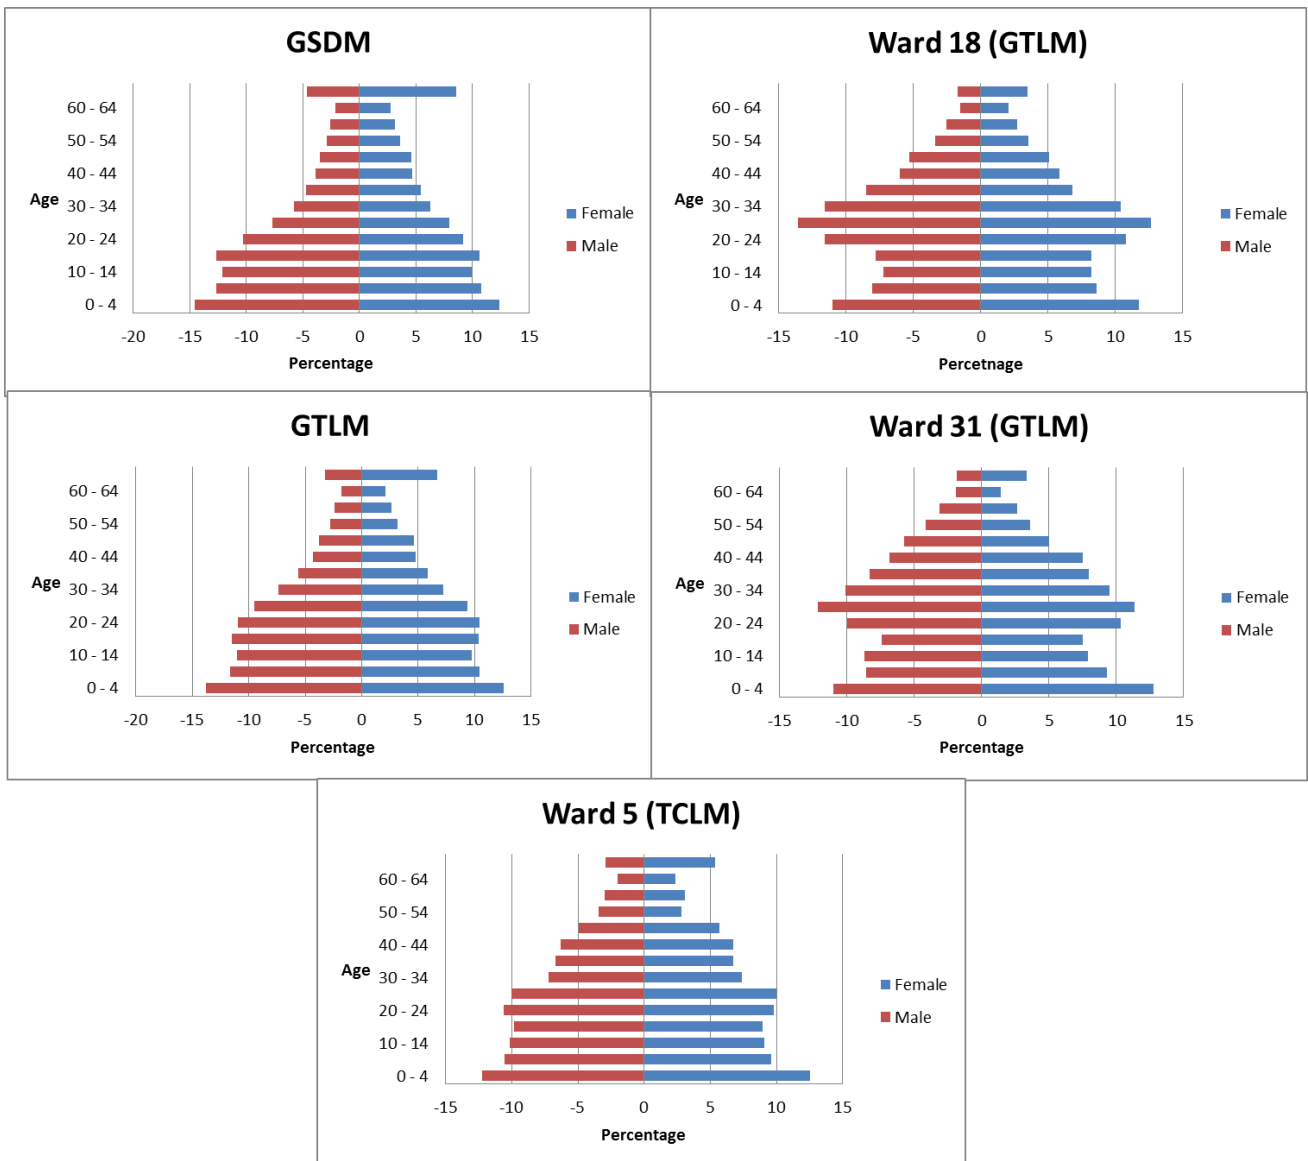 GSDM
60 - 64
50 - 54
40 - 44
Age
30 - 34
20 - 24
10 - 14
0 - 4
Female
Male
-20 -15 -10 -5 0 5 10 15
Percentage
Ward 18 (GTLM)
60 - 64
50 - 54
40 - 44
Age
30 - 34
20 - 24
10 - 14
0 - 4
Female
Male
-15 -10 -5 0 5 10 15
Percetnage
GTLM
60 - 64
50 - 54
40 - 44
Age
30 - 34
20 - 24
10 - 14
0 - 4
Female
Male
-20 -15 -10 -5 0 5 10 15
Percentage
Ward 31 (GTLM)
60 - 64
50 - 54
40 - 44
Age
30 - 34
20 - 24
10 - 14
0 - 4
Female
Male
-15 -10 -5 0 5 10 15
Percentage
Ward 5 (TCLM)
60 - 64
50 - 54
40 - 44
Age
30 - 34
20 - 24
10 - 14
0 - 4
Female
Male
-15 -10 -5 0 5 10 15
Percentage